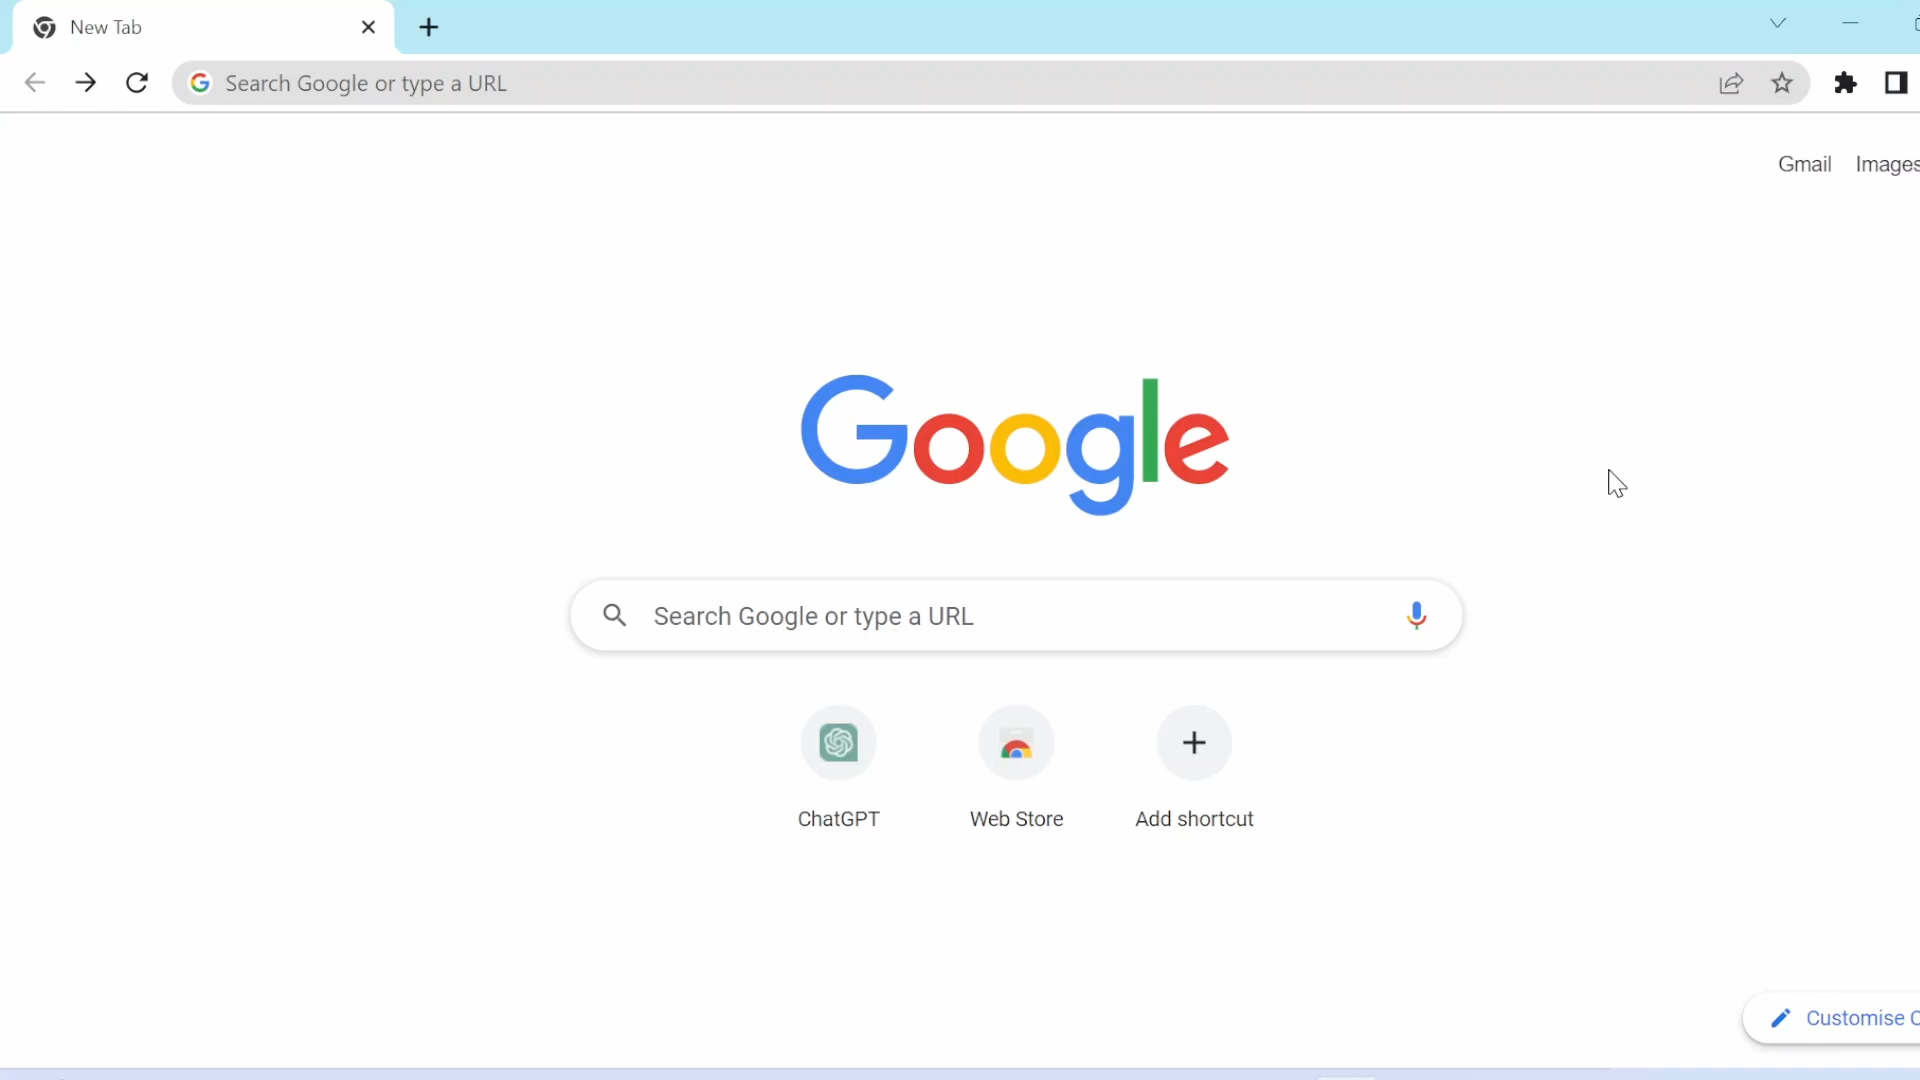 New Tab
Search Google or type a URL
Gmail Images
Google
Search Google or type a URL
ChatGPT Web Store Add shortcut
Customise